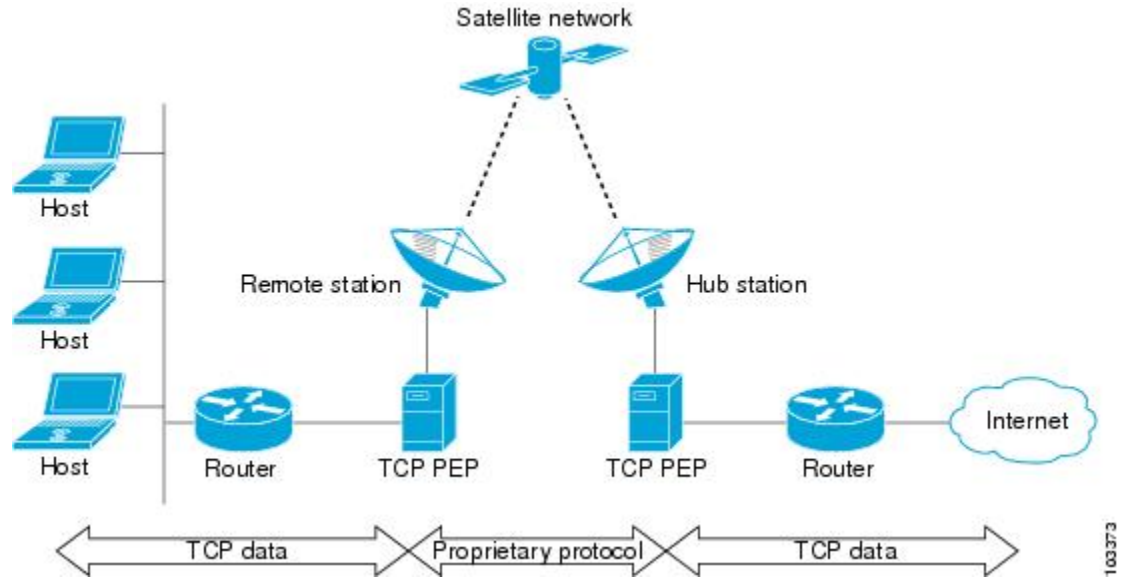 Satellite network
Host
Remote station
Hub station
Host
Internet
Host
Router
TCP PEP
TCP PEP
Router
TCP data
Proprietary protocol
TCP data
103373